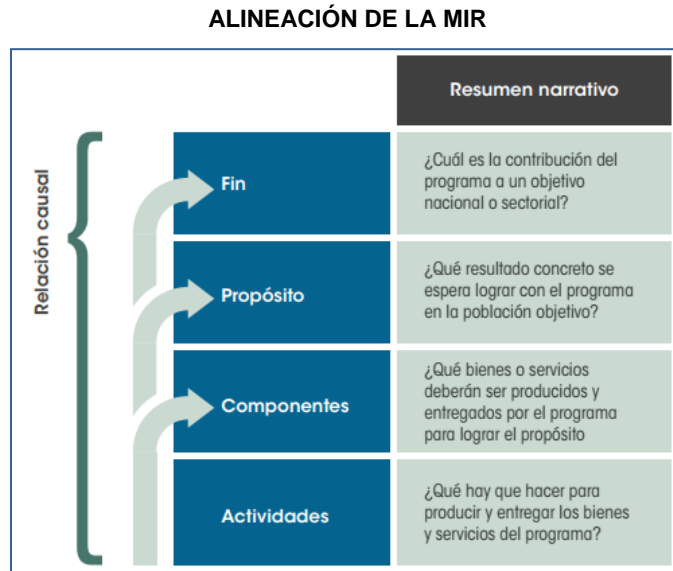 ALINEACIÓN DE LA MIR
Resumen narrativo
Relación causal
Fin
¿Cuál es la contribución del
programa a un objetivo
nacional o sectorial?
Propósito
¿Qué resultado concreto se
espera lograr con el programa
en la población objetivo?
Componentes
¿Qué bienes o servicios
deberán ser producidos y
entregados por el programa
para lograr el propósito
Actividades
¿Qué hay que hacer para
producir y entregar los bienes
y servicios del programa?